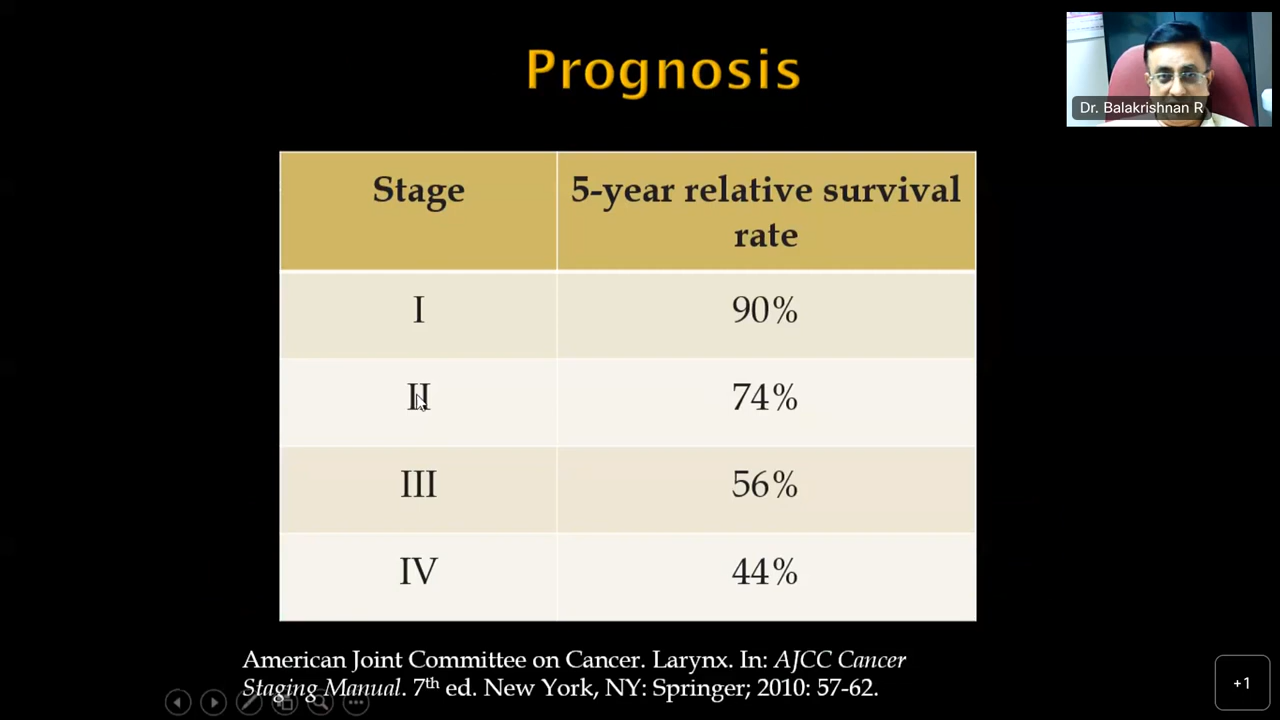 Prognosis
Dr. Balakrishnan R
Stage
5-year relative survival
rate
I
90%
II
74%
III
56%
IV
44%
American Joint Committee on Cancer. Larynx. In: AJCC Cancer
Staging Manual. 7th ed. New York, NY: Springer; 2010: 57-62.
+1